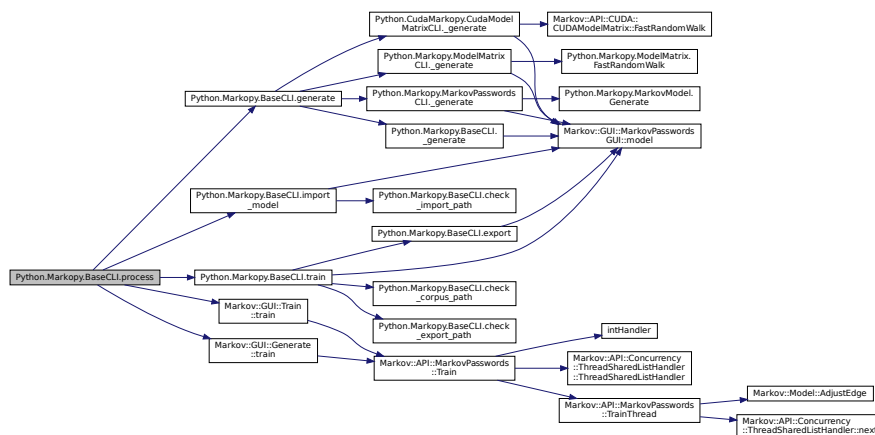 Python.CudaMarkopy.CudaModel
MatrixCLI._generate
Markov::API::CUDA::
CUDAModelMatrix::FastRandomWalk
Python.Markopy.ModelMatrix
CLI._generate
Python.Markopy.ModelMatrix.
FastRandomWalk
Python.Markopy.BaseCLI.generate
Python.Markopy.MarkovPasswords
CLI._generate
Python.Markopy.MarkovModel.
Generate
Python.Markopy.BaseCLI.
_generate
Markov::GUI::MarkovPasswords
GUI::model
Python.Markopy.BaseCLI.import
_model
Python.Markopy.BaseCLI.check
_import_path
Python.Markopy.BaseCLI.export
Python.Markopy.BaseCLI.process
Python.Markopy.BaseCLI.train
Python.Markopy.BaseCLI.check
_corpus_path
Markov::GUI::Train
::train
Python.Markopy.BaseCLI.check
_export_path
Markov::GUI::Generate
::train
intHandler
Markov::API::MarkovPasswords
::Train
Markov::API::Concurrency
::ThreadSharedListHandler
::ThreadSharedListHandler
Markov::API::MarkovPasswords
::TrainThread
Markov::Model::AdjustEdge
Markov::API::Concurrency
::ThreadSharedListHandler::next